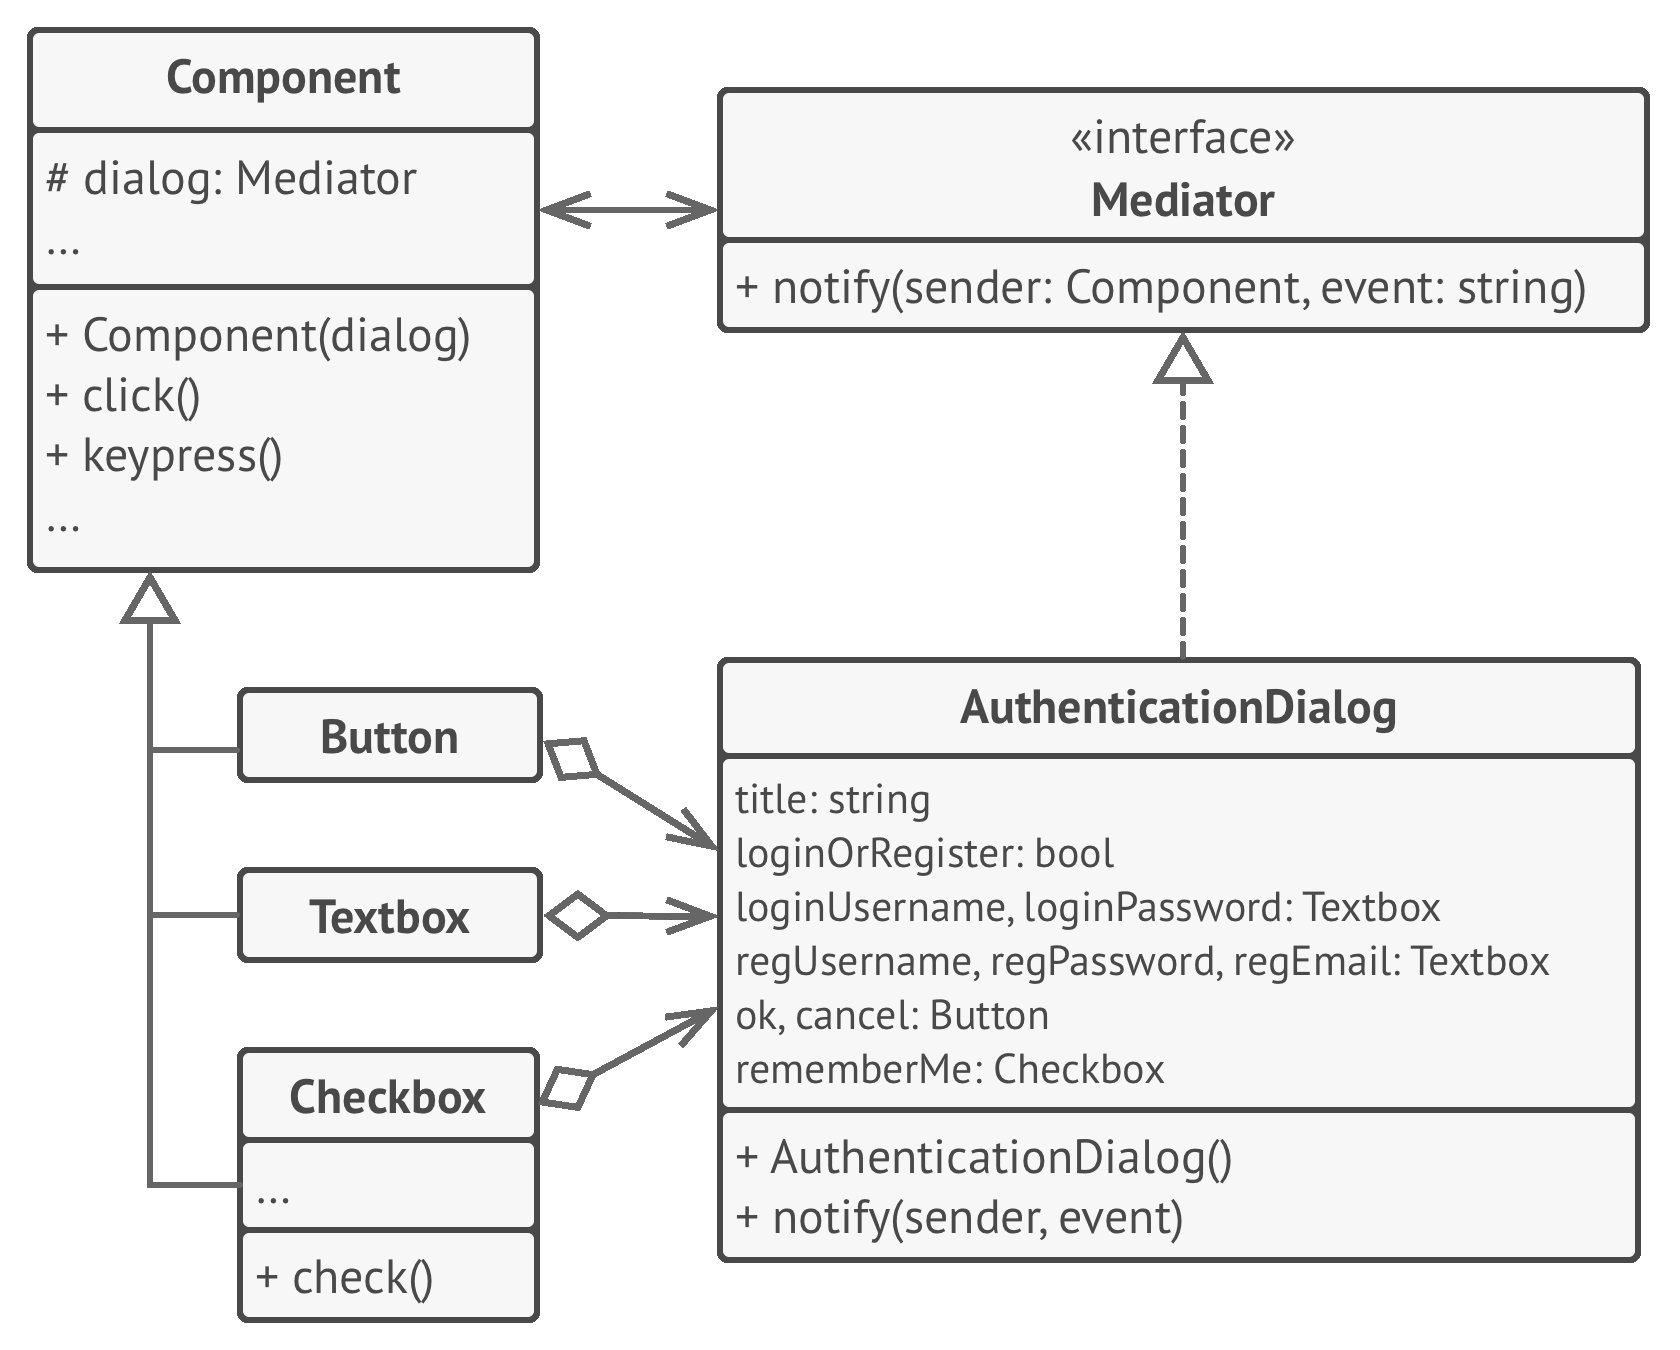 Component
# dialog: Mediator
...
+ Component(dialog)
+ click()
+ keypress()
...
«interface»
Mediator
+ notify(sender: Component, event: string)
Button
Textbox
Checkbox
...
+ check()
AuthenticationDialog
title: string
loginOrRegister: bool
loginUsername, loginPassword: Textbox
regUsername, regPassword, regEmail: Textbox
ok, cancel: Button
rememberMe: Checkbox
+ AuthenticationDialog()
+ notify(sender, event)